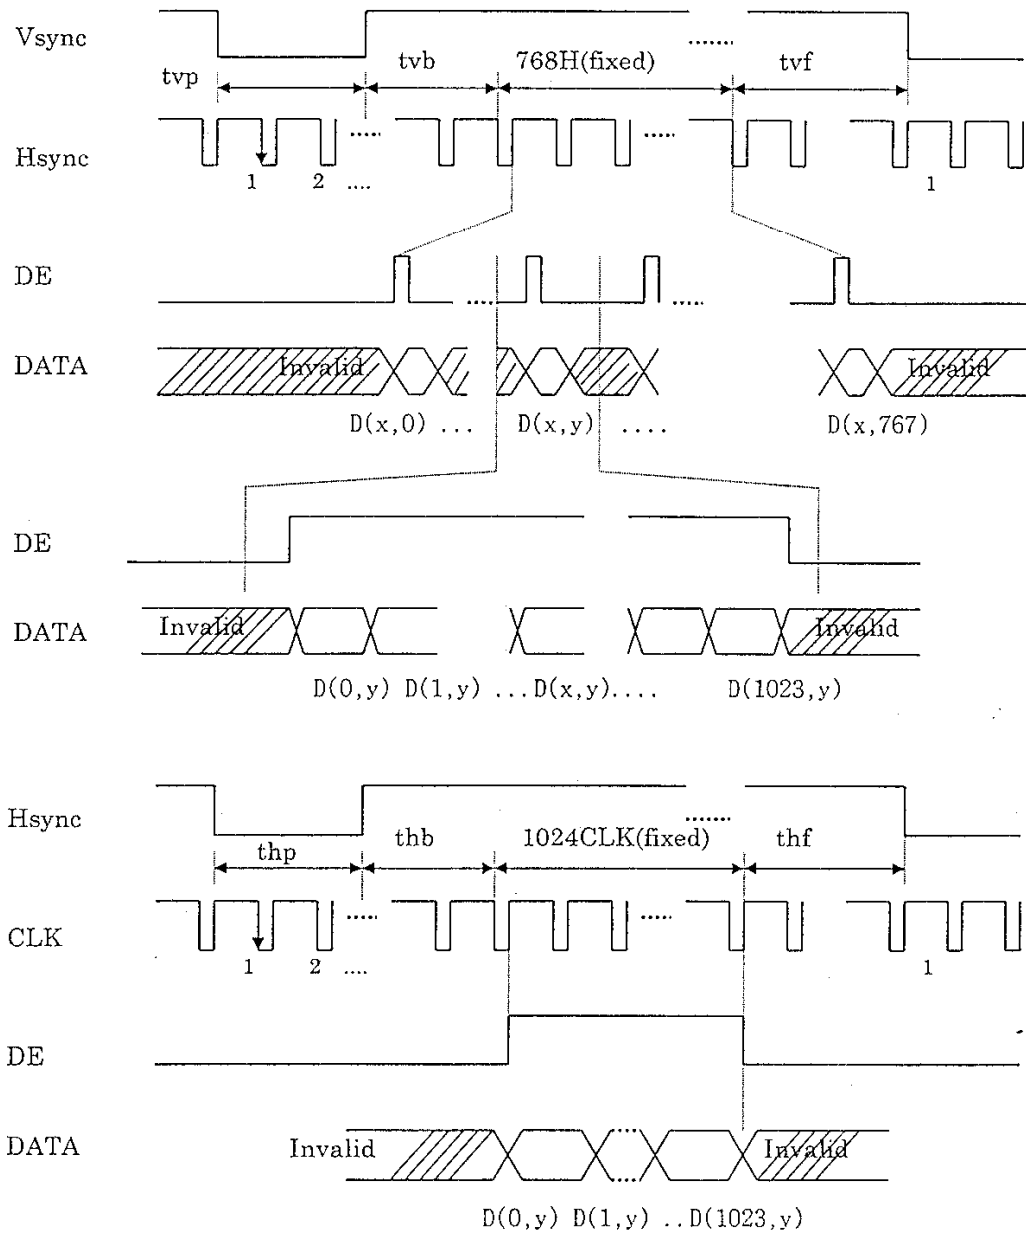 Vsync
tvp tvb 768H(fixed) tvf
Hsync
1 2 .... 1
DE
DATA Invalid Invalid
D(x,0) ... D(x,y) .... D(x,767)
DE
DATA Invalid Invalid
D(0,y) D(1,y) ...D(x,y).... D(1023,y)
Hsync
thp thb 1024CLK(fixed) thf
CLK
1 2 .... 1
DE
DATA Invalid Invalid
D(0,y) D(1,y) ..D(1023,y)